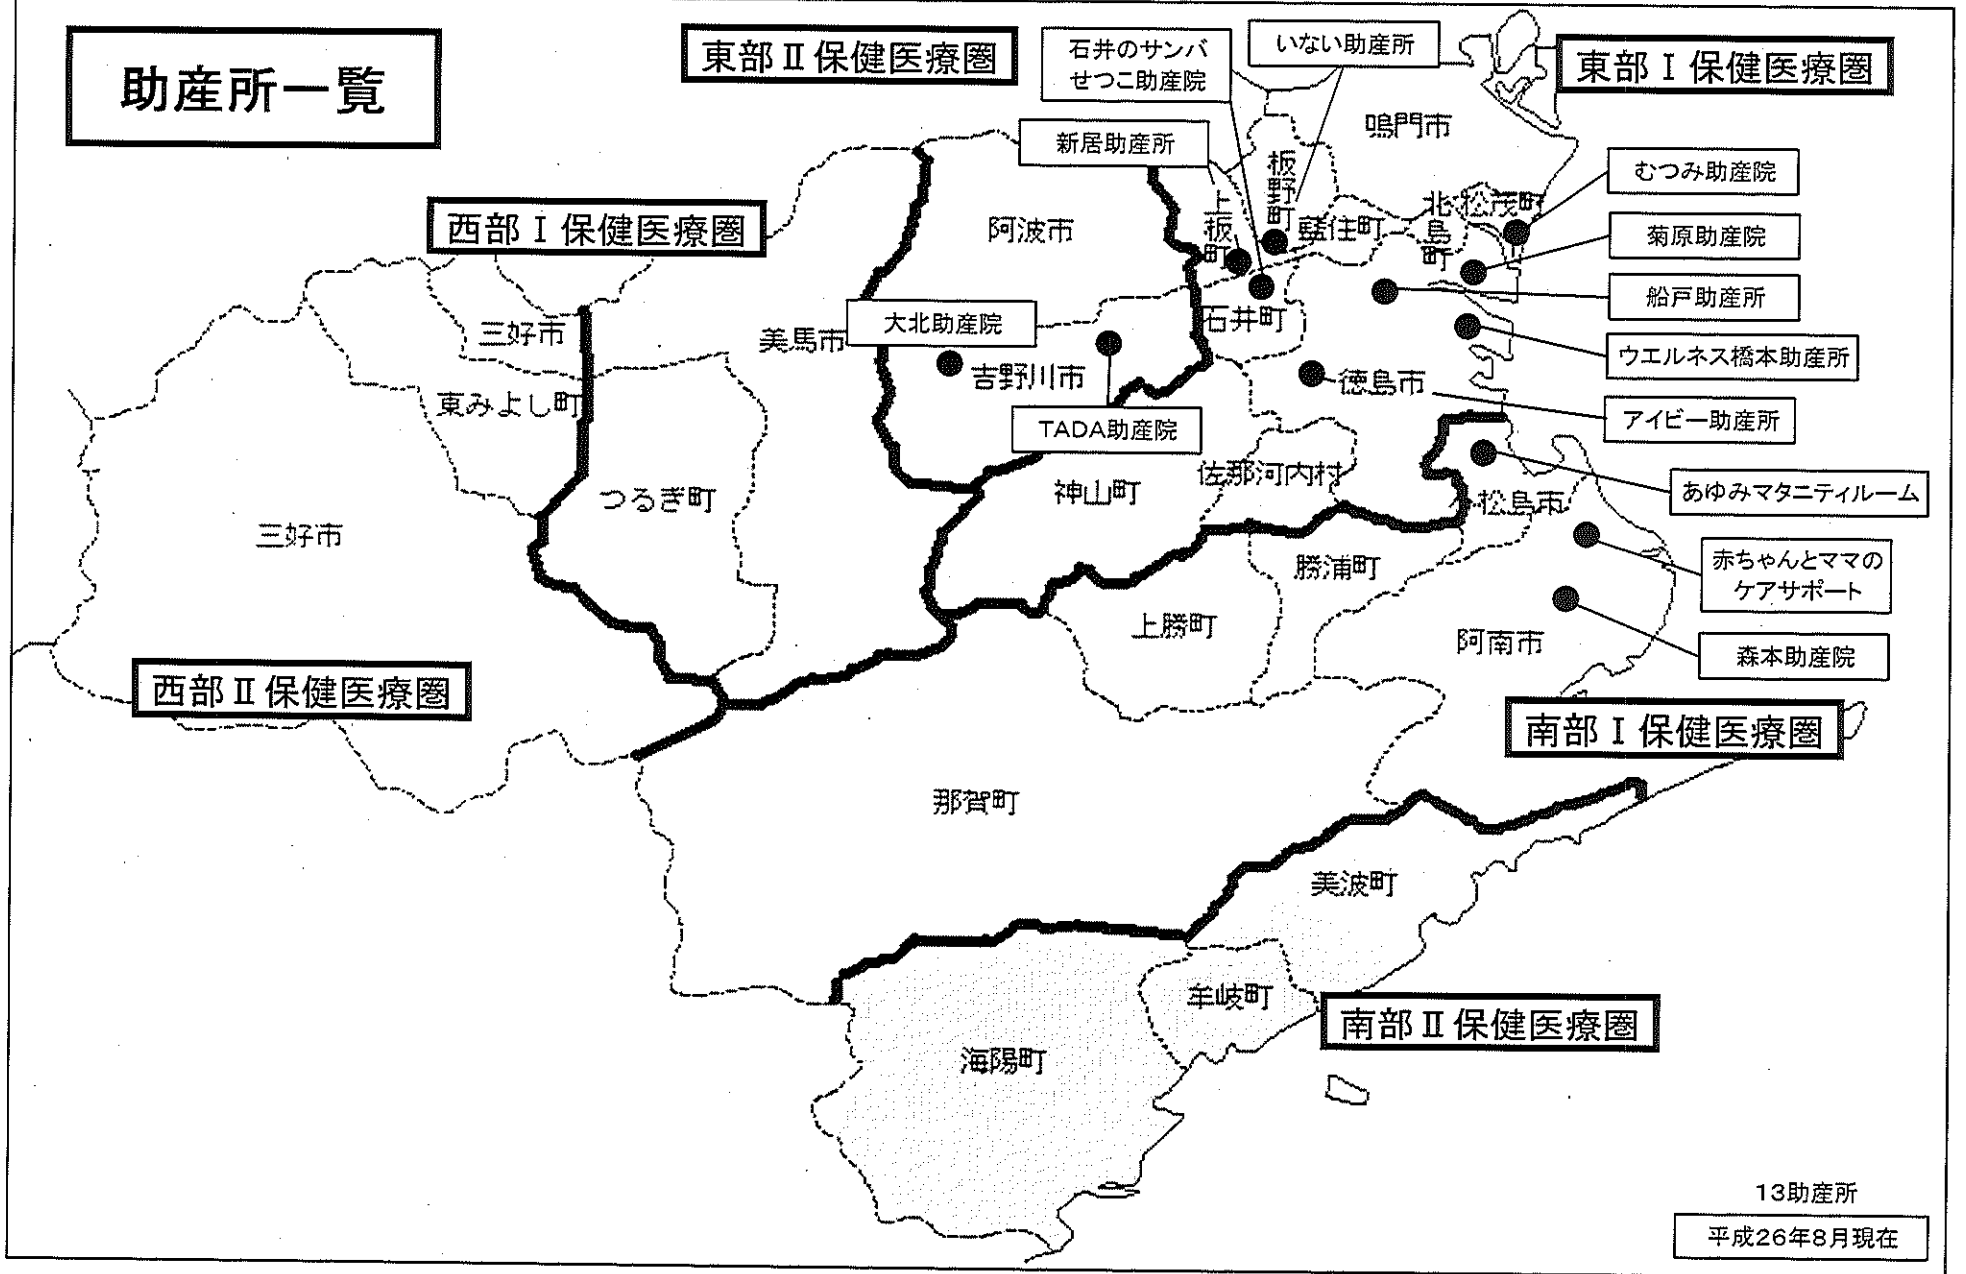 助産所一覧
東部Ⅱ保健医療圏
石井のサンバ
せつこ助産院
いない助産所
東部Ⅰ保健医療圏
鳴門市
新居助産所
板野町
むつみ助産院
西部Ⅰ保健医療圏
阿波市
上板町
藍住町
北島町
松茂町
菊原助産院
船戸助産所
三好市
美馬市
大北助産院
石井町
ウエルネス橋本助産所
東みよし町
吉野川市
徳島市
アイビー助産所
TADA助産院
三好市
つるぎ町
神山町
佐那河内村
松島市
あゆみマタニティルーム
勝浦町
赤ちゃんとママの
ケアサポート
上勝町
阿南市
森本助産院
西部Ⅱ保健医療圏
南部Ⅰ保健医療圏
那賀町
美波町
牟岐町
南部Ⅱ保健医療圏
海陽町
13助産所
平成26年8月現在